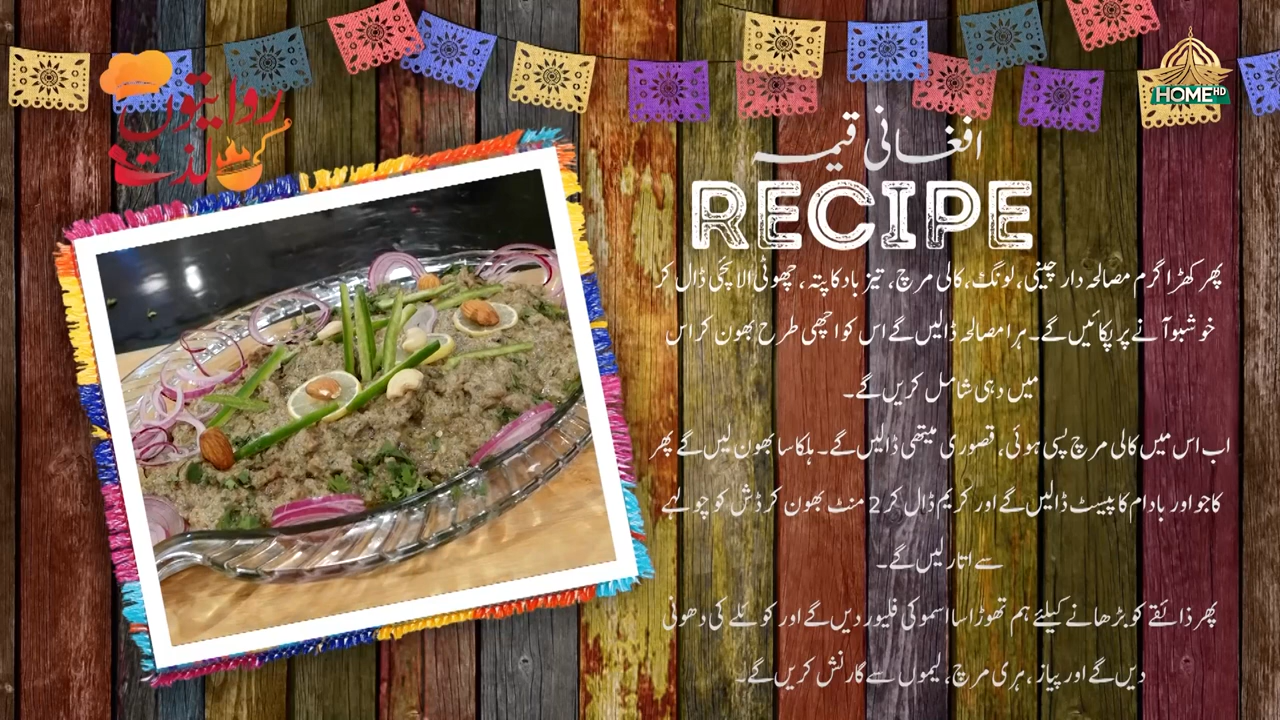 روایتوں
کی لذت
HOME HD
افغانی قیمہ
RECIPE
پھر کھڑا گرم مصالحہ دار چینی، لونگ، کالی مرچ، تیز باد کا پتہ، چھوٹی الائچی ڈال کر
خوشبو آنے پر پکائیں گے۔ ہرا مصالحہ ڈالیں گے اس کو اچھی طرح بھون کر اس
میں دہی شامل کریں گے۔
اب اس میں کالی مرچ پسی ہوئی، قصوری میتھی ڈالیں گے۔ ہلکا سا بھون لیں گے پھر
کاجو اور بادام کا پیسٹ ڈالیں گے اور کریم ڈال کر 2 منٹ بھون کر ڈش کو چولہے
سے اتار لیں گے۔
پھر ذائقے کو بڑھانے کیلئے ہم تھوڑا سا اسموکی فلیور دیں گے اور کوئلے کی دھونی
دیں گے اور پیاز، ہری مرچ، لیموں سے گارنش کریں گے۔